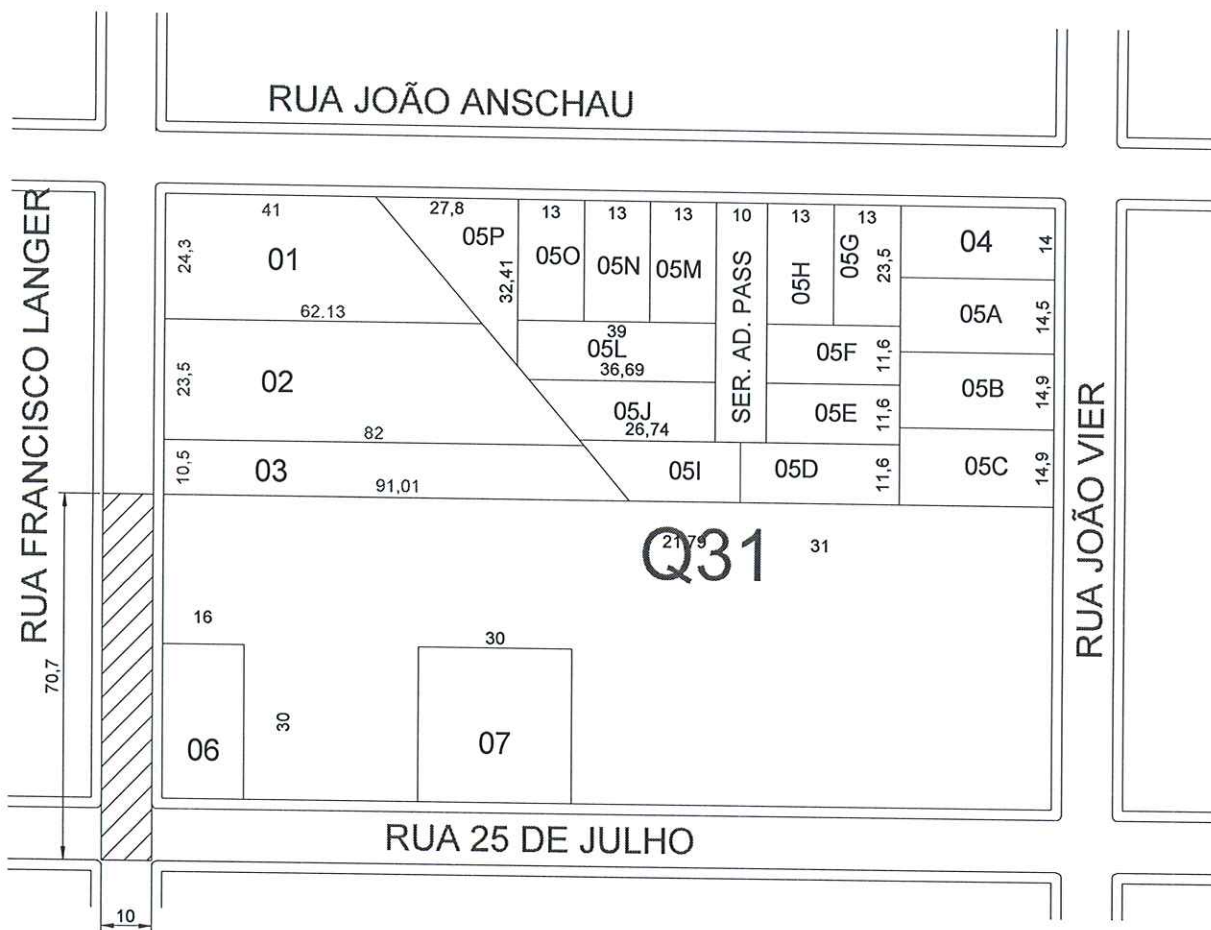 RUA JOÃO ANSCHAU
RUA FRANCISCO LANGER
41
27,8
13
13
13
10
13
13
24,3
01
05P
32,41
05O
05N
05M
SER. AD. PASS
05H
05G
23,5
04
14
62.13
05A
14,5
39
05L
36,69
05F
11,6
23,5
02
05B
14,9
05J
26,74
05E
11,6
82
10,5
03
91,01
05I
05D
11,6
05C
14,9
RUA JOÃO VIER
Q31
21,79
31
16
30
70,7
30
06
07
RUA 25 DE JULHO
10